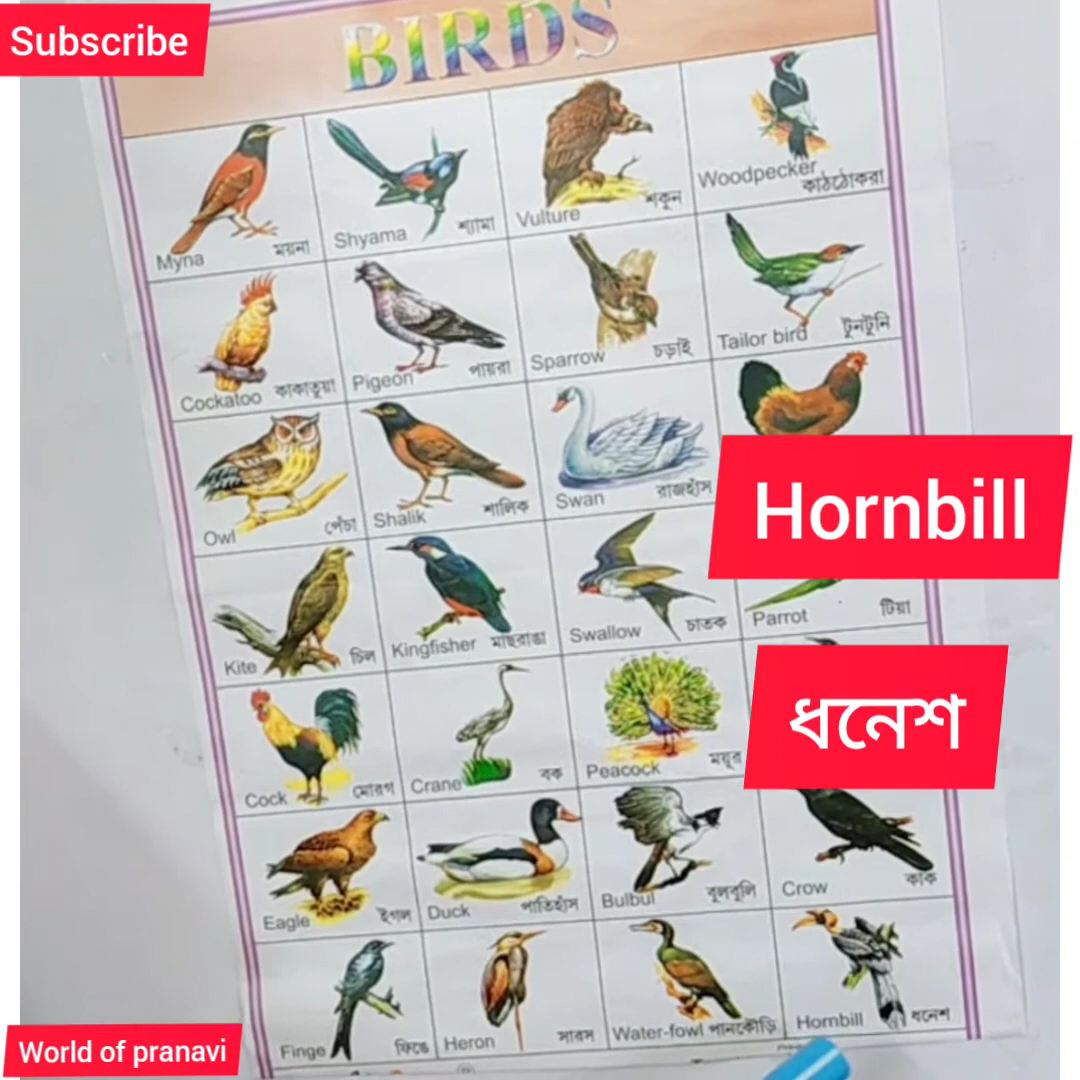 Subscribe
BIRDS
Myna ময়না
Shyama শ্যামা
Vulture শকুন
Woodpecker কাঠঠোকরা
Cockatoo কাকাতুয়া
Pigeon পায়রা
Sparrow চড়াই
Tailor bird টুনটুনি
Owl পেঁচা
Shalik শালিক
Swan রাজহাঁস
Hornbill
Kite চিল
Kingfisher মাছরাঙা
Swallow চাতক
Parrot টিয়া
ধনেশ
Cock মোরগ
Crane বক
Peacock ময়ূর
Eagle ইগল
Duck পাতিহাঁস
Bulbul বুলবুলি
Crow কাক
Finge ফিঙে
Heron সারস
Water-fowl পানকৌড়ি
Hornbill ধনেশ
World of pranavi